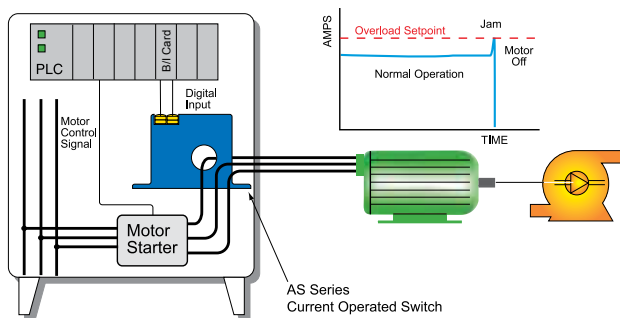 PLC
B/I Card
Digital
Input
Motor
Control
Signal
Motor
Starter
AS Series
Current Operated Switch
AMPS
Overload Setpoint
Jam
Motor
Off
Normal Operation
TIME